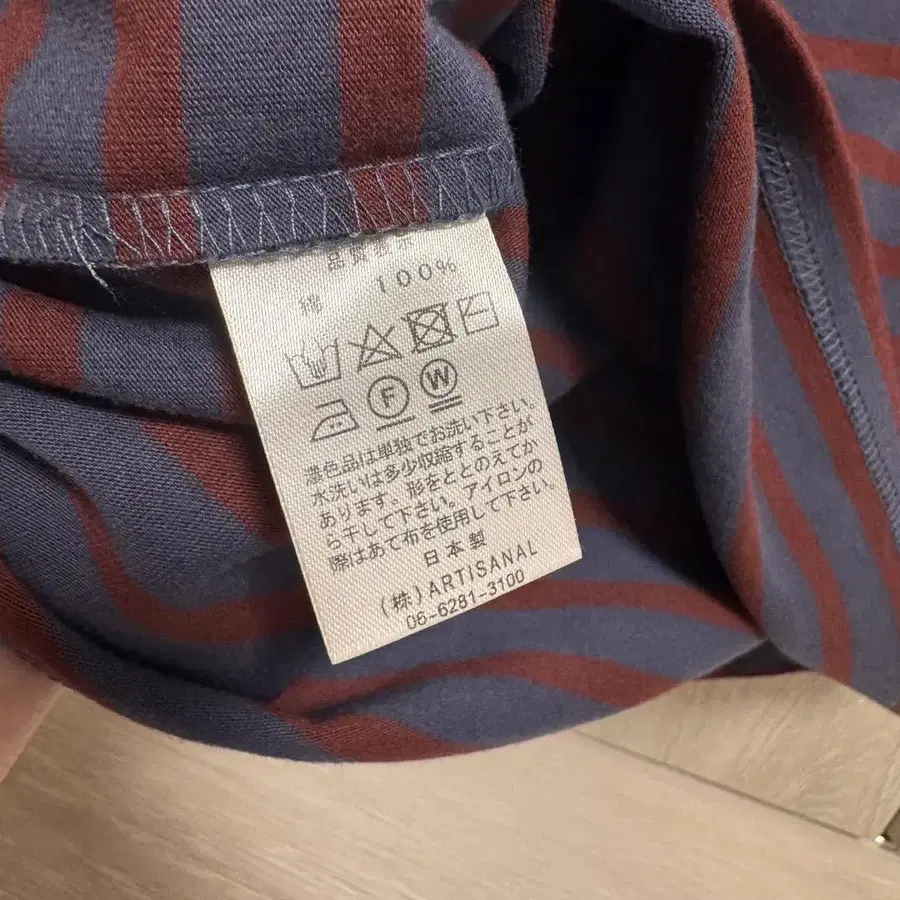 品質表示
綿 100%
F W
濃色品は単独でお洗い下さい。
水洗いは多少収縮することが
あります、形をととのえてか
ら干して下さい。アイロンの
際はあて布を使用して下さい。
日本製
(株)ARTISANAL
06-6281-3100